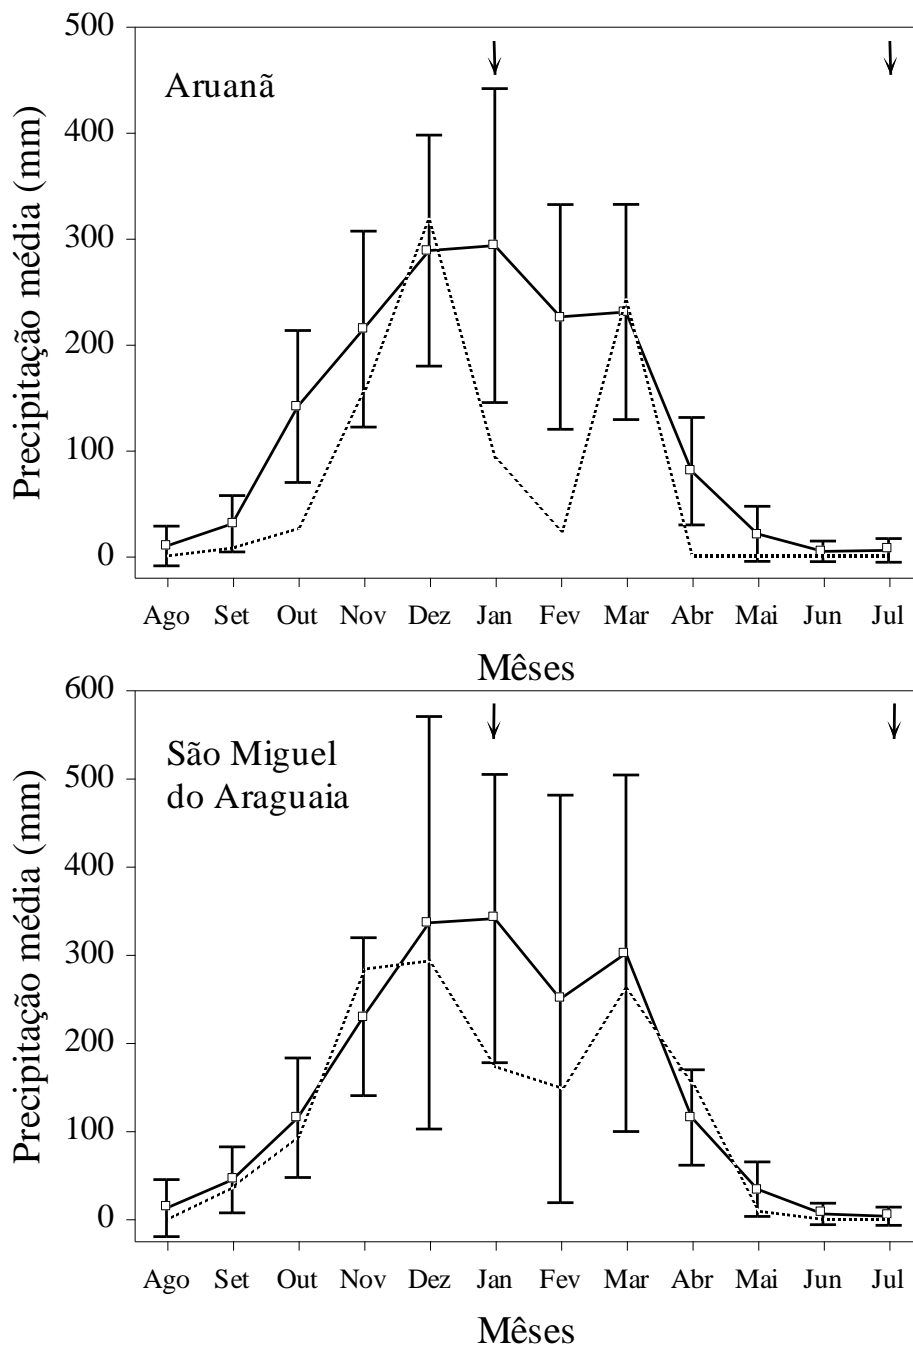 500
400
300
200
100
0
Precipitação média (mm)
Aruanã
Ago Set Out Nov Dez Jan Fev Mar Abr Mai Jun Jul
Mêses
600
500
400
300
200
100
0
Precipitação média (mm)
São Miguel
do Araguaia
Ago Set Out Nov Dez Jan Fev Mar Abr Mai Jun Jul
Mêses